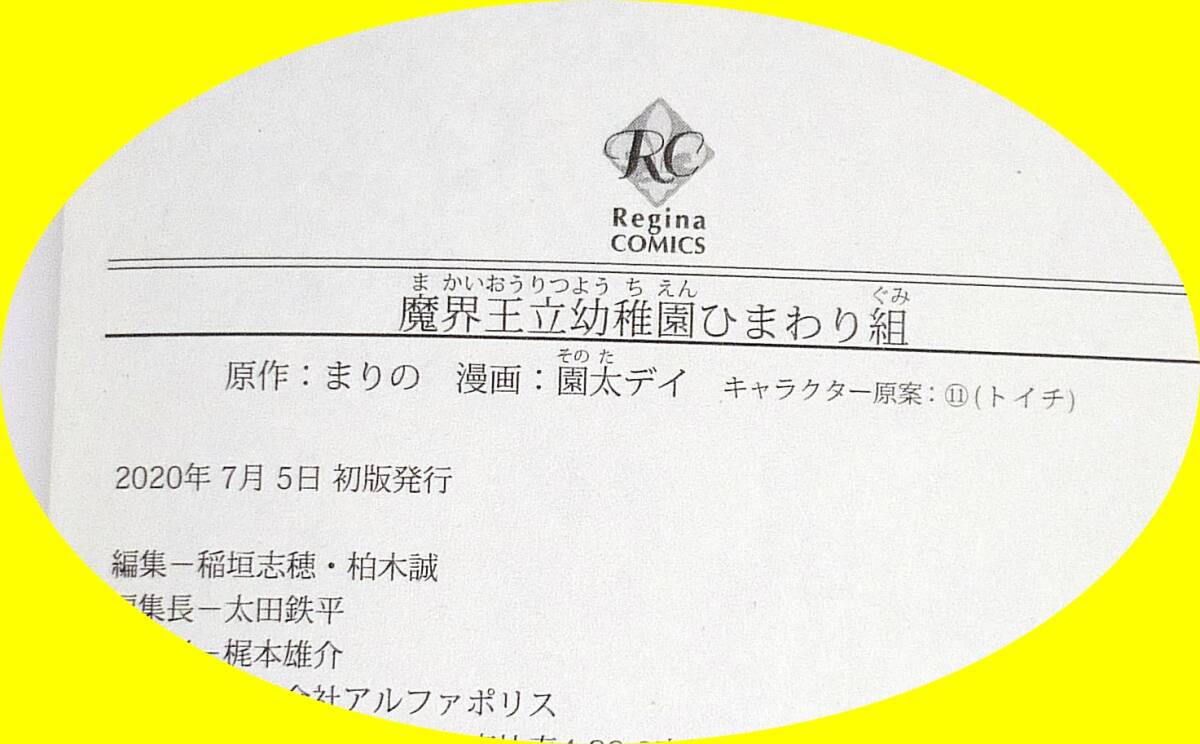 RC
Regina
COMICS
ま かいおうりつよう ち えん ぐみ
魔界王立幼稚園ひまわり組
その た
原作：まりの 漫画：園太デイ キャラクター原案：⑪(トイチ)
2020年 7月 5日 初版発行
編集－稲垣志穂・柏木誠
編集長－太田鉄平
－梶本雄介
会社アルファポリス